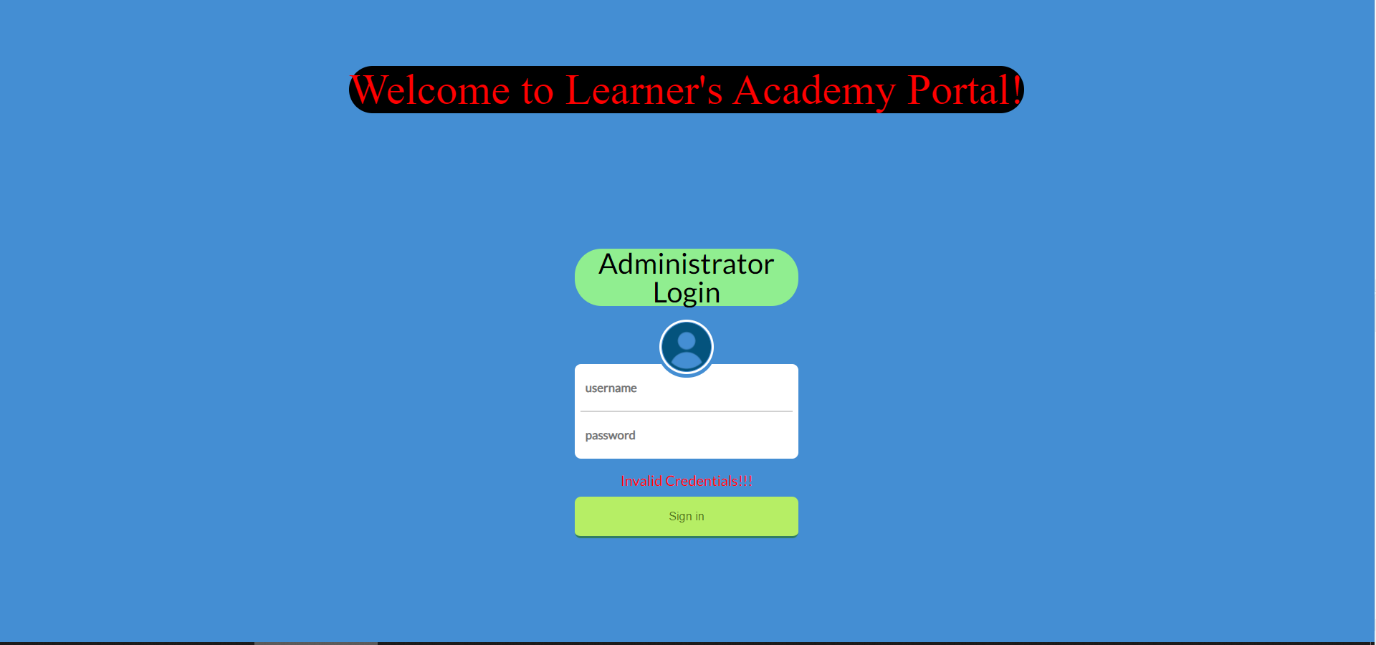 Welcome to Learner's Academy Portal!
Administrator
Login
username
password
Invalid Credentials!!!
Sign in